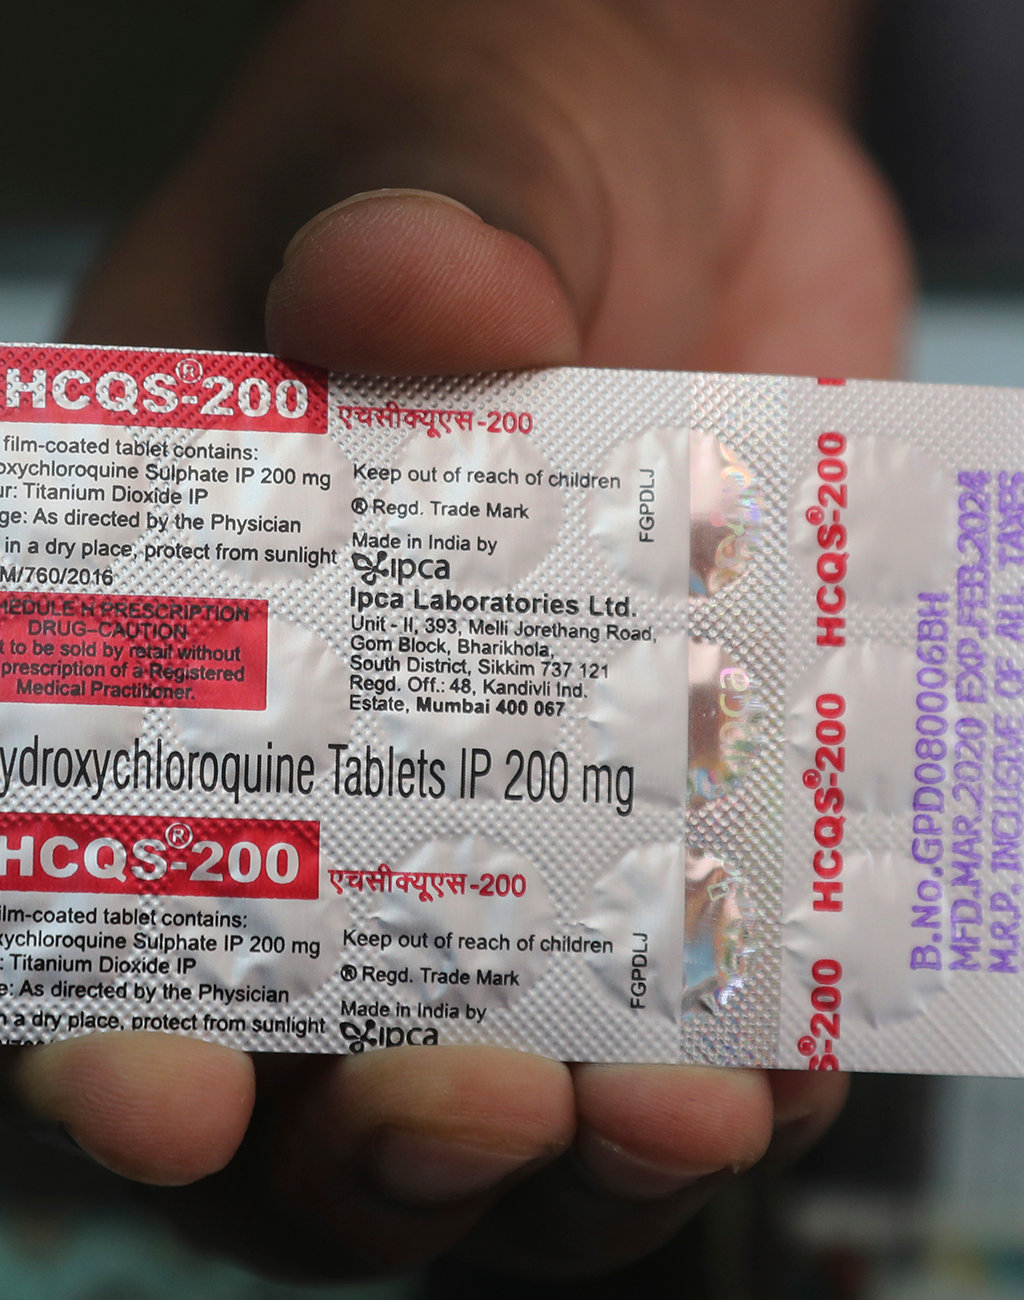 HCQS®-200
एचसीक्यूएस-200
film-coated tablet contains:
oxychloroquine Sulphate IP 200 mg
ur: Titanium Dioxide IP
ge: As directed by the Physician
in a dry place, protect from sunlight
M/760/2016
HEDULE H PRESCRIPTION
DRUG–CAUTION
t to be sold by retail without
prescription of a Registered
Medical Practitioner.
Keep out of reach of children
® Regd. Trade Mark
Made in India by
ipca
Ipca Laboratories Ltd.
Unit - II, 393, Melli Jorethang Road,
Gom Block, Bharikhola,
South District, Sikkim 737 121
Regd. Off.: 48, Kandivli Ind.
Estate, Mumbai 400 067
FGPDLJ
ydroxychloroquine Tablets IP 200 mg
HCQS®-200
एचसीक्यूएस-200
ilm-coated tablet contains:
xychloroquine Sulphate IP 200 mg
: Titanium Dioxide IP
e: As directed by the Physician
n a dry place, protect from sunlight
Keep out of reach of children
® Regd. Trade Mark
Made in India by
ipca
FGPDLJ
HCQS®-200
HCQS®-200
S®-200
B.No.GPD080006BH
MFD.MAR.2020 EXP.FEB.2024
M.R.P. INCLUSIVE OF ALL TAXES